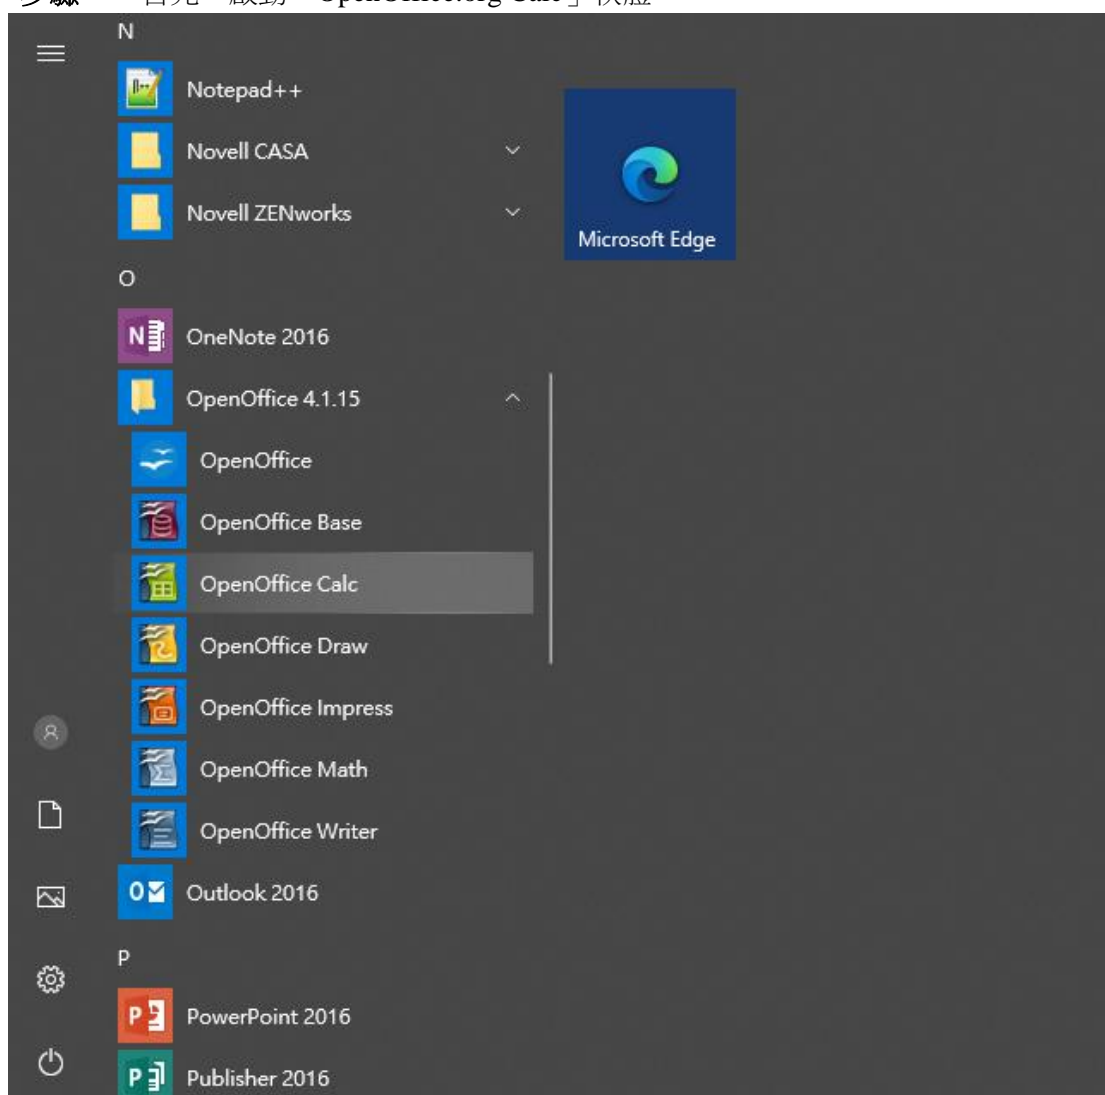 N
Notepad++
Novell CASA
Novell ZENworks
Microsoft Edge
O
OneNote 2016
OpenOffice 4.1.15
OpenOffice
OpenOffice Base
OpenOffice Calc
OpenOffice Draw
OpenOffice Impress
OpenOffice Math
OpenOffice Writer
Outlook 2016
P
PowerPoint 2016
Publisher 2016